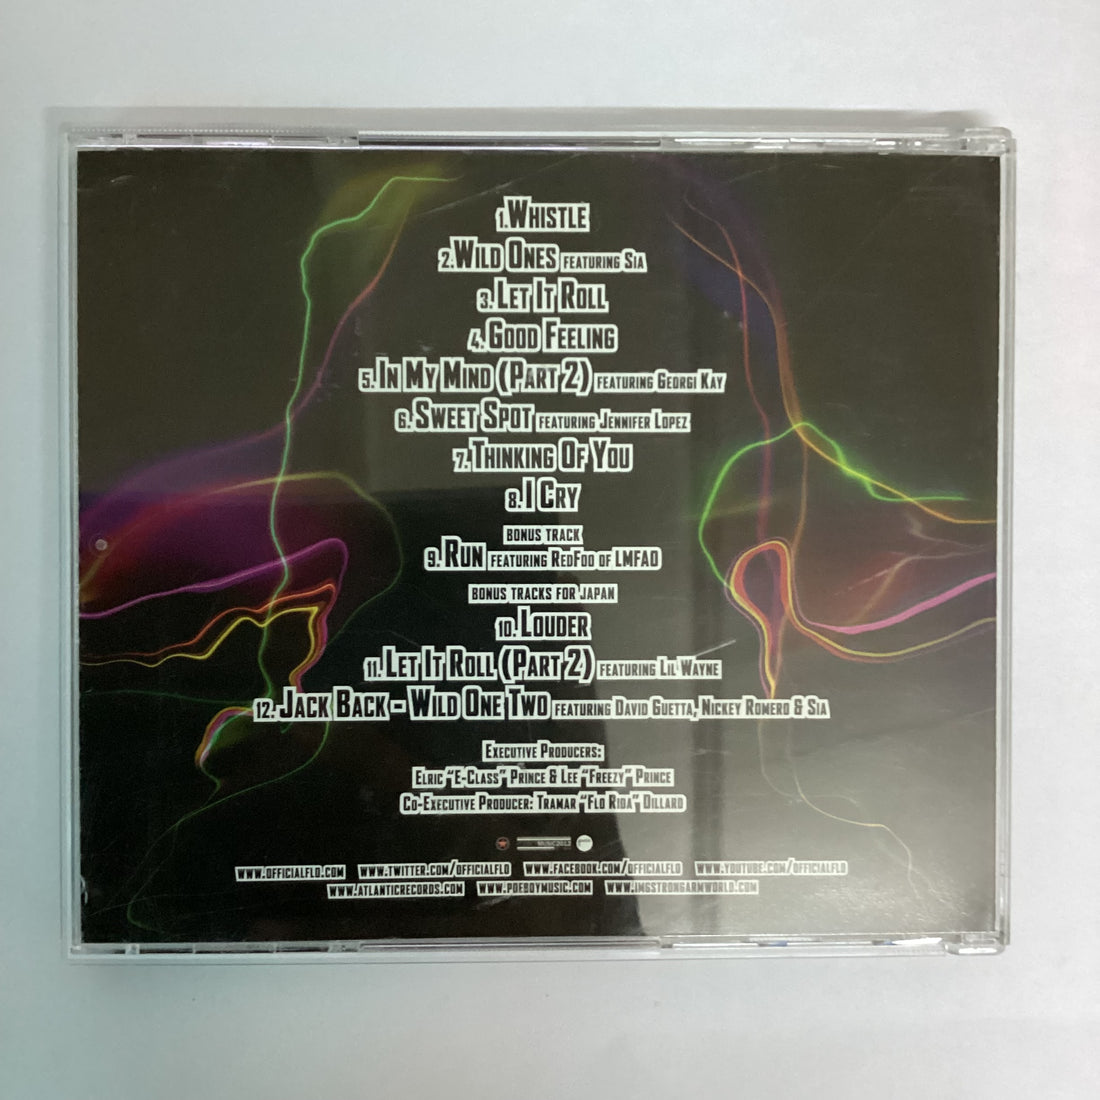 1. Whistle
2. Wild Ones featuring Sia
3. Let It Roll
4. Good Feeling
5. In My Mind (Part 2) featuring Georgi Kay
6. Sweet Spot featuring Jennifer Lopez
7. Thinking Of You
8. I Cry
BONUS TRACK
9. Run featuring RedFoo of LMFAO
BONUS TRACKS FOR JAPAN
10. Louder
11. Let It Roll (Part 2) featuring Lil Wayne
12. Jack Back - Wild One Two featuring David Guetta, Nickey Romero & Sia
Executive Producers:
Elric "E-Class" Prince & Lee "Freezy" Prince
Co-Executive Producer: Tramar "Flo Rida" Dillard
MUSIC2012
WWW.OFFICIALFLO.COM WWW.TWITTER.COM/OFFICIALFLO WWW.FACEBOOK.COM/OFFICIALFLO WWW.YOUTUBE.COM/OFFICIALFLO
WWW.ATLANTICRECORDS.COM WWW.POEBOYMUSIC.COM WWW.IMGSTRONGARMWORLD.COM